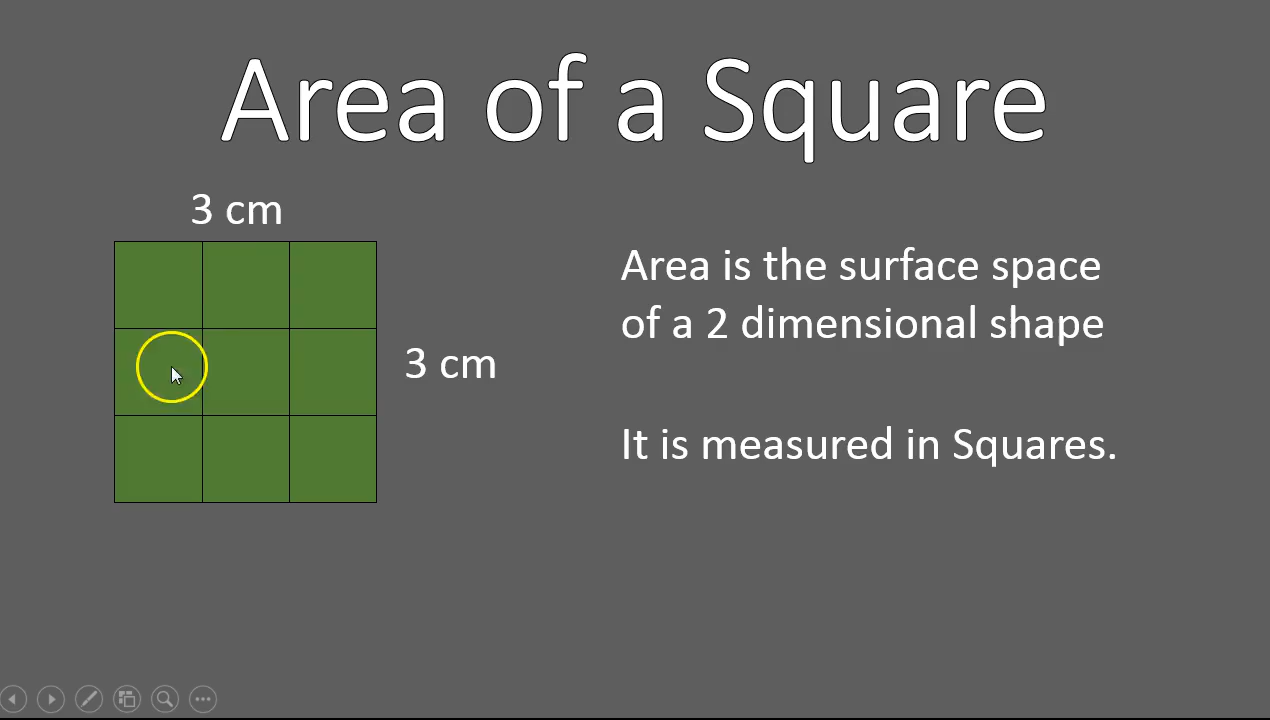 Area of a Square
3 cm
3 cm
Area is the surface space
of a 2 dimensional shape
It is measured in Squares.